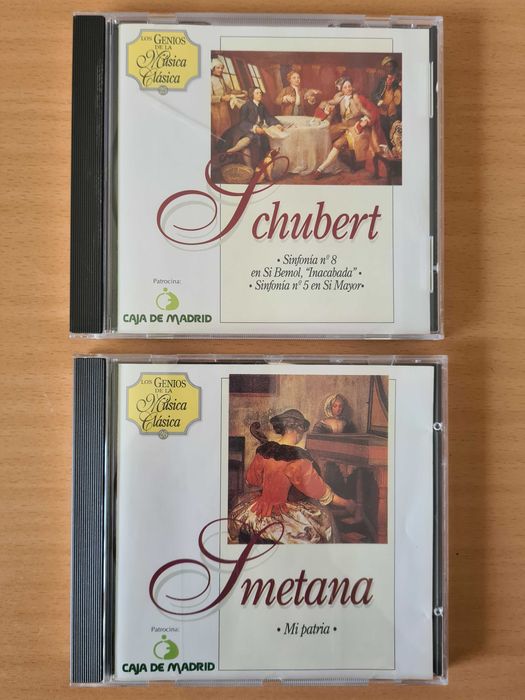 LOS GENIOS
DE LA
Música
Clásica
Schubert
• Sinfonía nº 8
en Si Bemol, "Inacabada" •
• Sinfonía nº 5 en Si Mayor•
Patrocina:
CAJA DE MADRID
LOS GENIOS
DE LA
Música
Clásica
Smetana
• Mi patria •
Patrocina:
CAJA DE MADRID